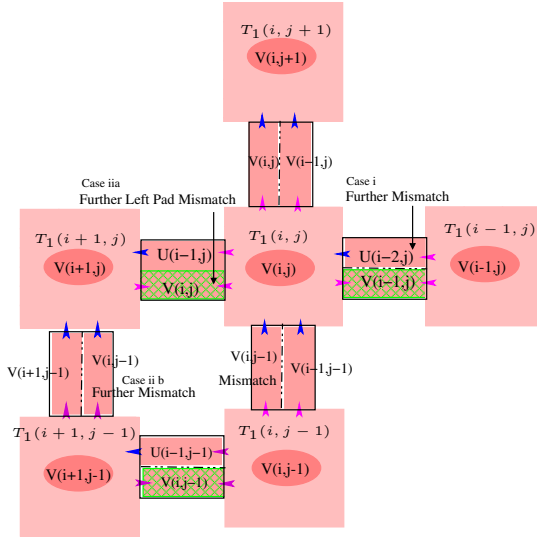 T₁(i, j + 1)
V(i,j+1)
V(i,j)
V(i−1,j)
Case iia
Further Left Pad Mismatch
Case i
Further Mismatch
T₁(i + 1, j)
V(i+1,j)
U(i−1,j)
V(i,j)
T₁(i, j)
V(i,j)
U(i−2,j)
V(i−1,j)
T₁(i − 1, j)
V(i-1,j)
V(i+1,j−1)
V(i,j−1)
Case ii b
Further Mismatch
V(i,j−1)
Mismatch
V(i−1,j−1)
T₁(i + 1, j − 1)
V(i+1,j-1)
U(i−1,j−1)
V(i,j−1)
T₁(i, j − 1)
V(i,j-1)